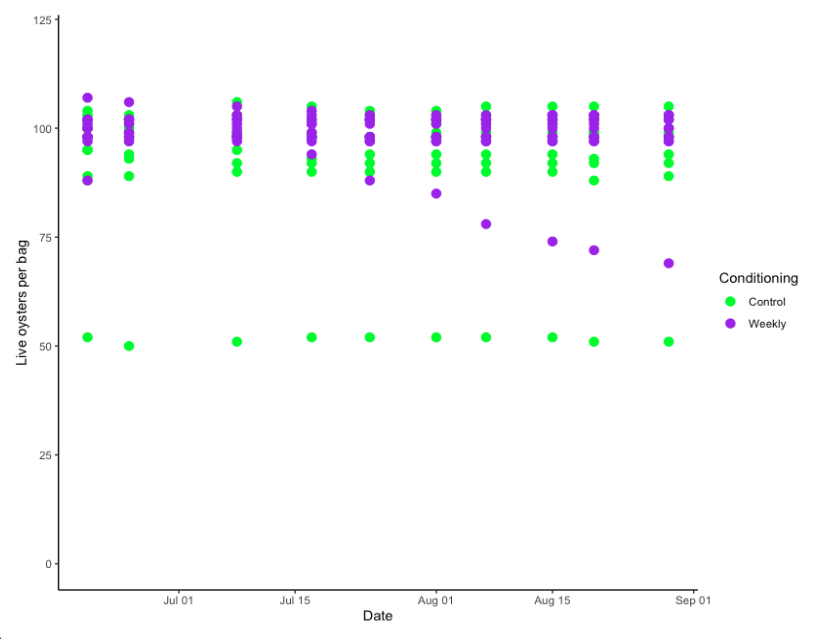 125
100
75
50
25
0
Live oysters per bag
Jul 01
Jul 15
Aug 01
Aug 15
Sep 01
Date
Conditioning
Control
Weekly